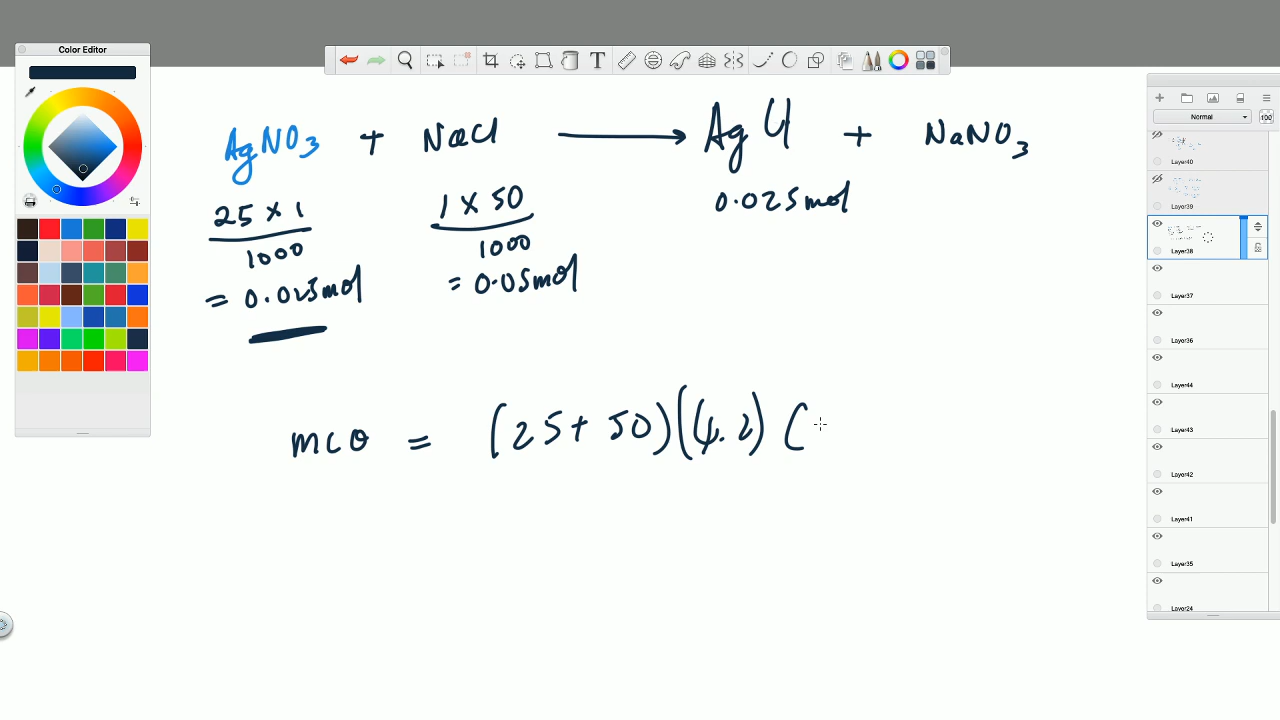 Color Editor
AgNO3 + NaCl → AgCl + NaNO3
25 x 1
1000
= 0.025mol
1 x 50
1000
= 0.05mol
0.025mol
mcθ = (25+ 50)(4.2) (
Normal
100
Layer40
Layer39
Layer38
Layer37
Layer36
Layer44
Layer43
Layer42
Layer41
Layer35
Layer24